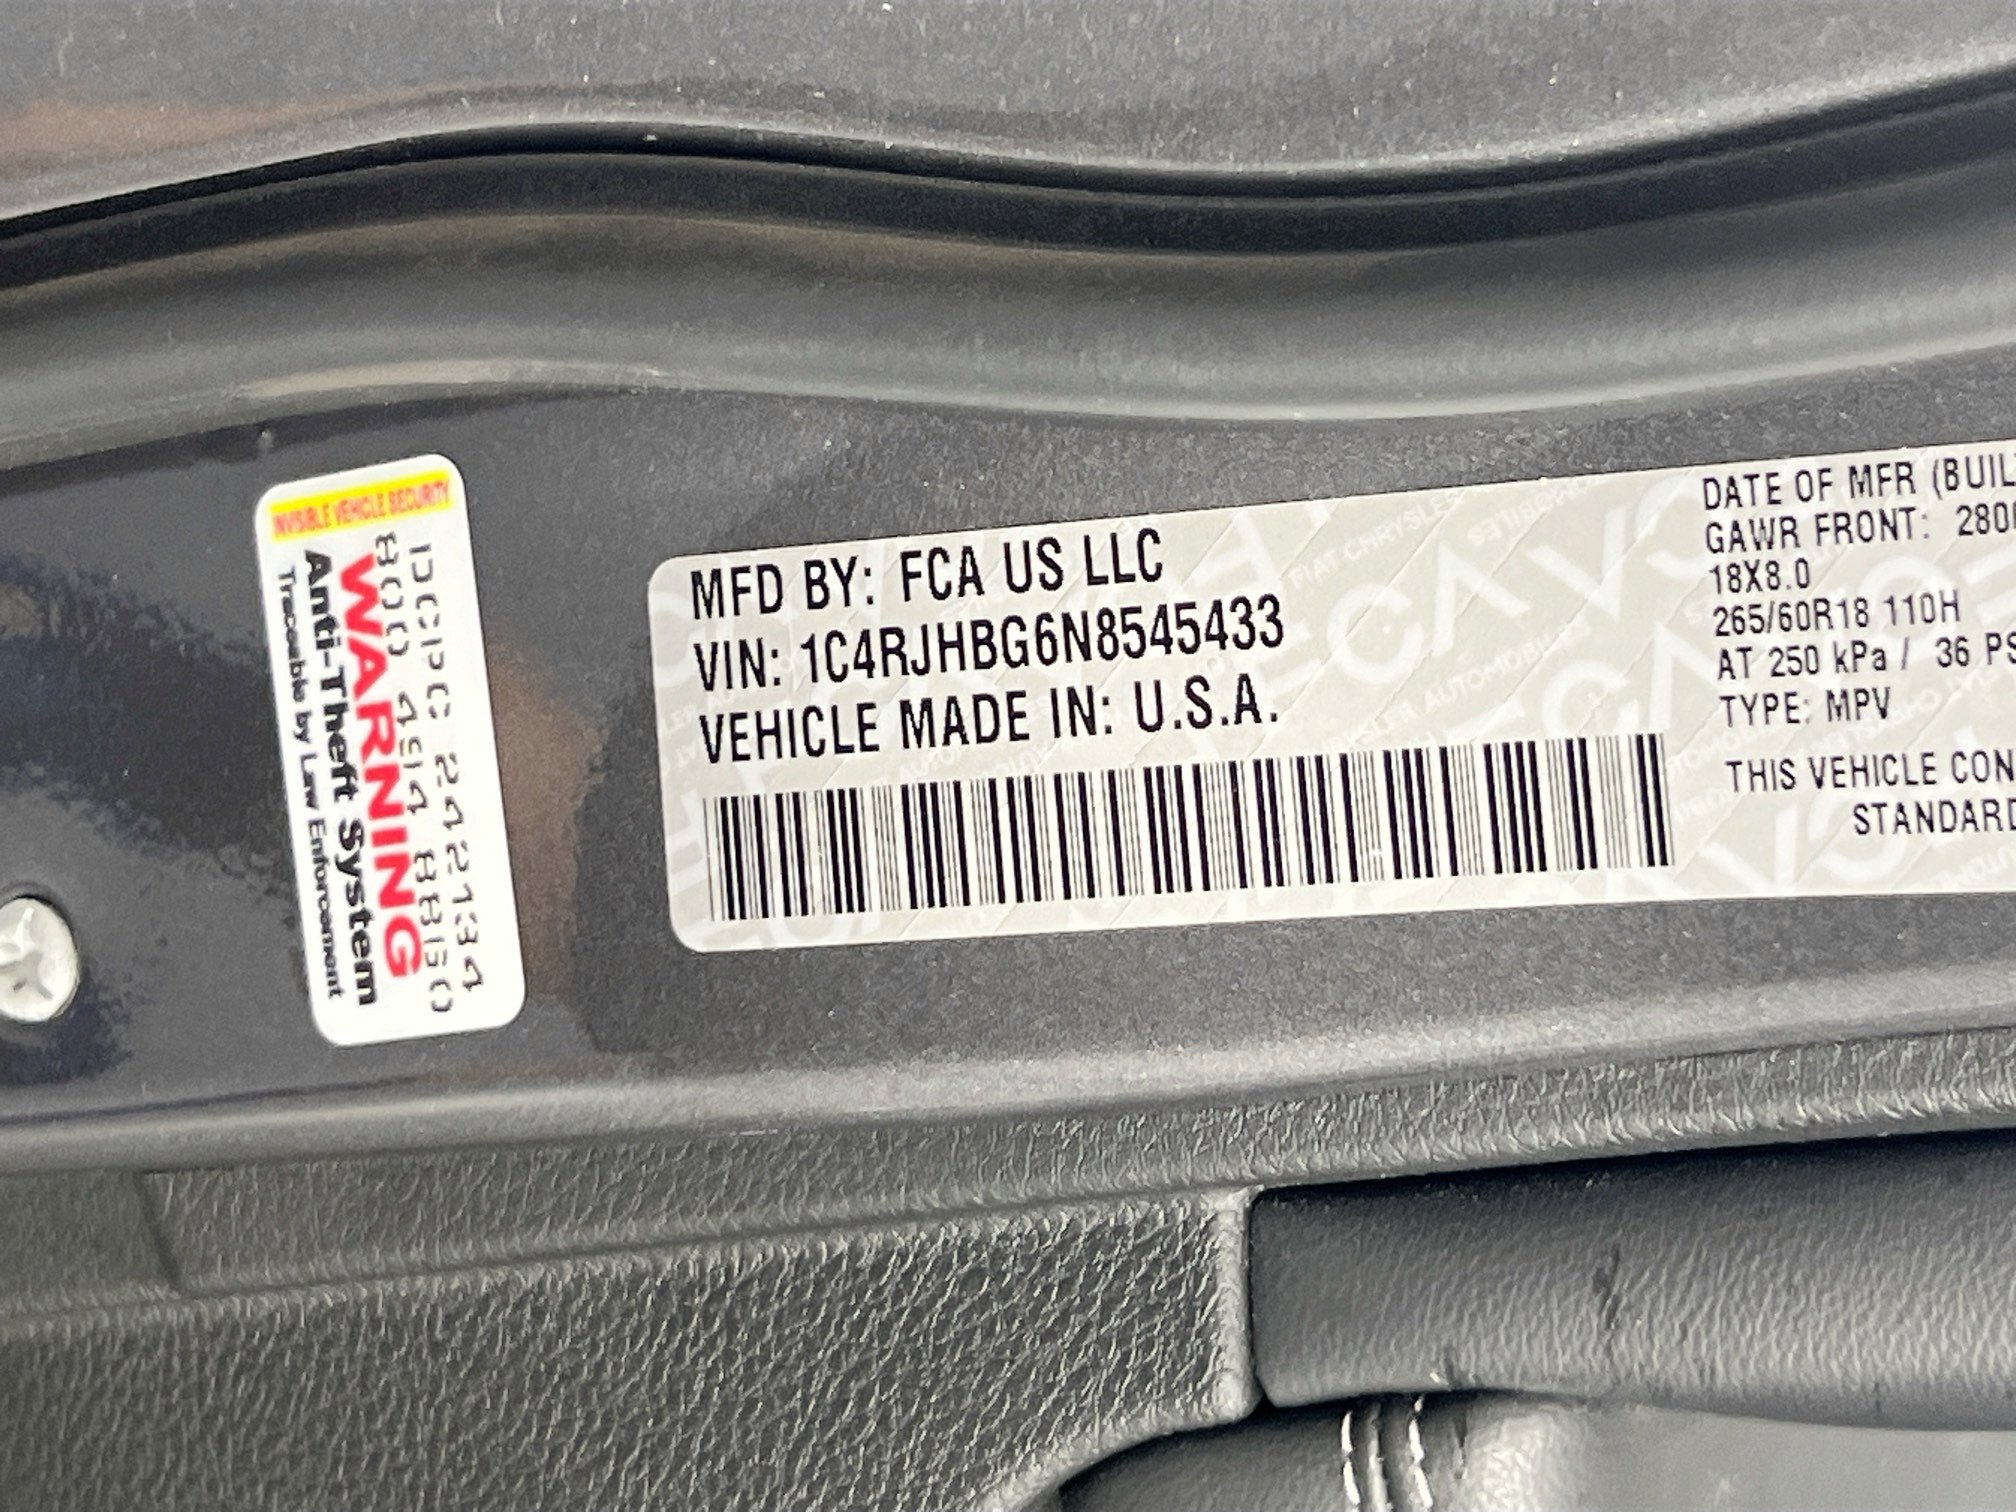 INVISIBLE VEHICLE SECURITY
WARNING
Anti-Theft System
Traceable by Law Enforcement
MFD BY: FCA US LLC
VIN: 1C4RJHBG6N8545433
VEHICLE MADE IN: U.S.A.
DATE OF MFR (BUIL
GAWR FRONT: 280
18X8.0
265/60R18 110H
AT 250 kPa / 36 PS
TYPE: MPV
THIS VEHICLE CON
STANDARD